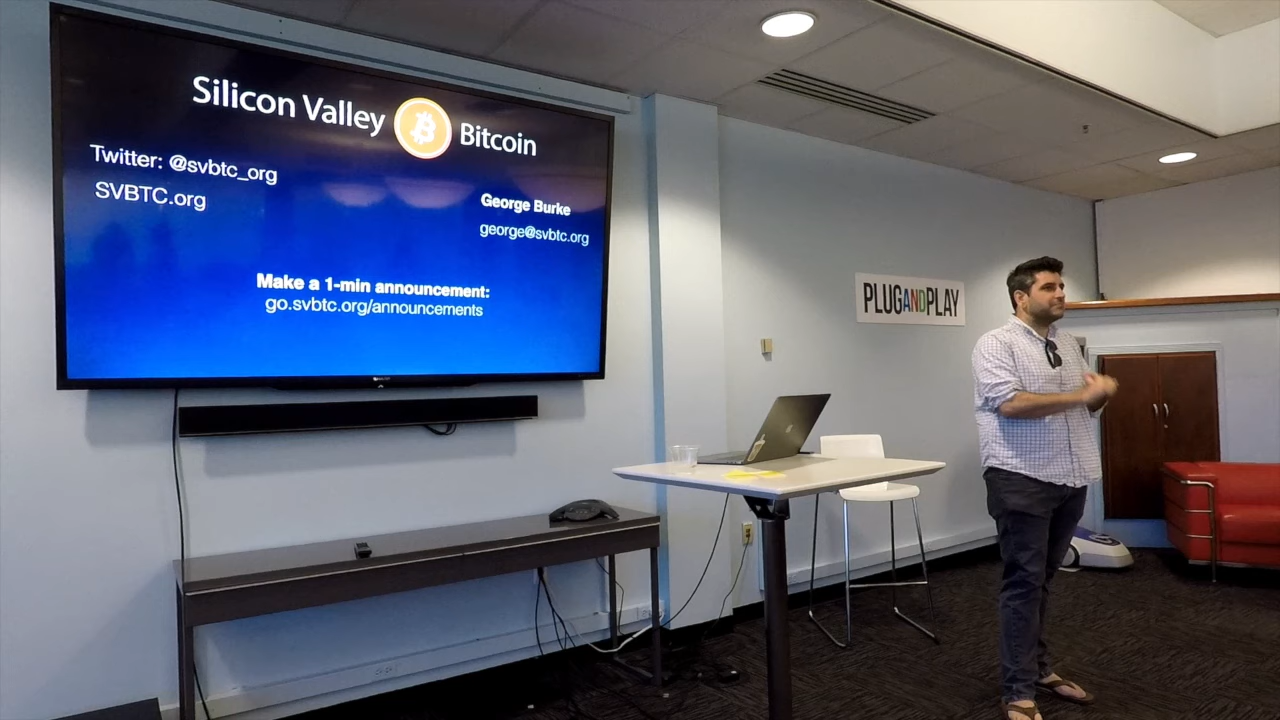 Silicon Valley Bitcoin
Twitter: @svbtc_org
SVBTC.org
George Burke
george@svbtc.org
Make a 1-min announcement:
go.svbtc.org/announcements
PLUGANDPLAY